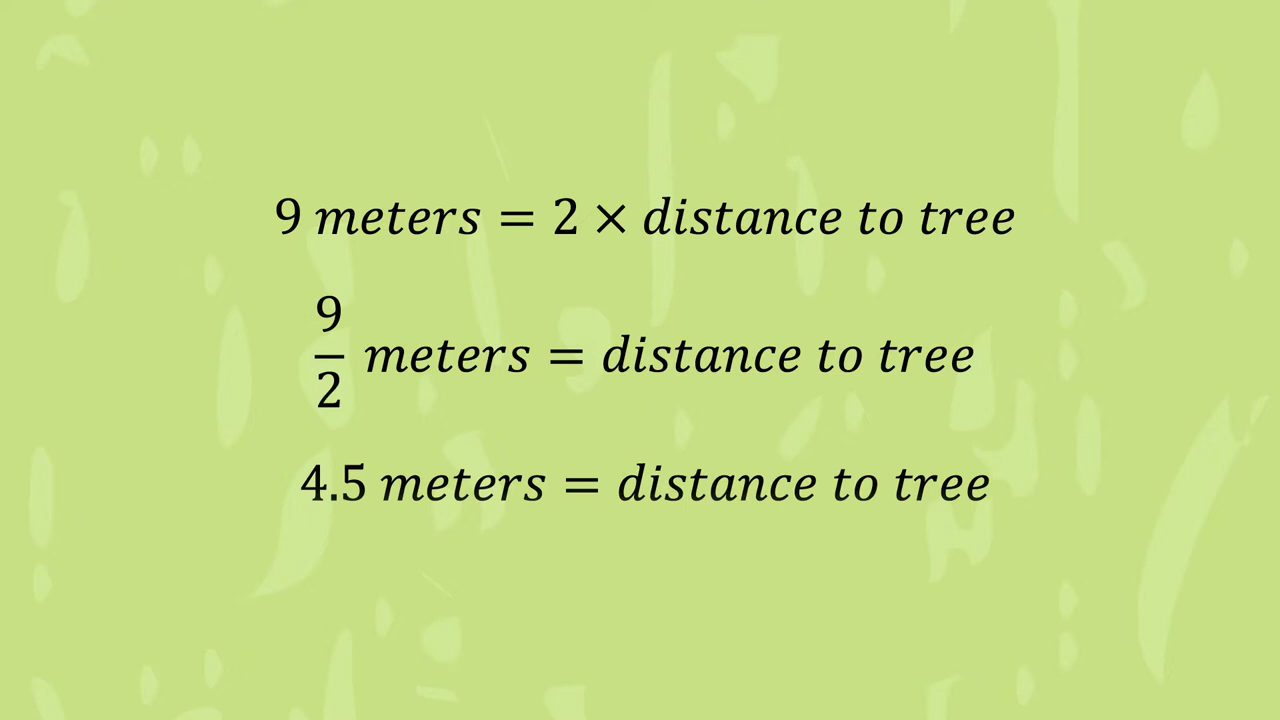 9 meters = 2 × distance to tree
9/2 meters = distance to tree
4.5 meters = distance to tree